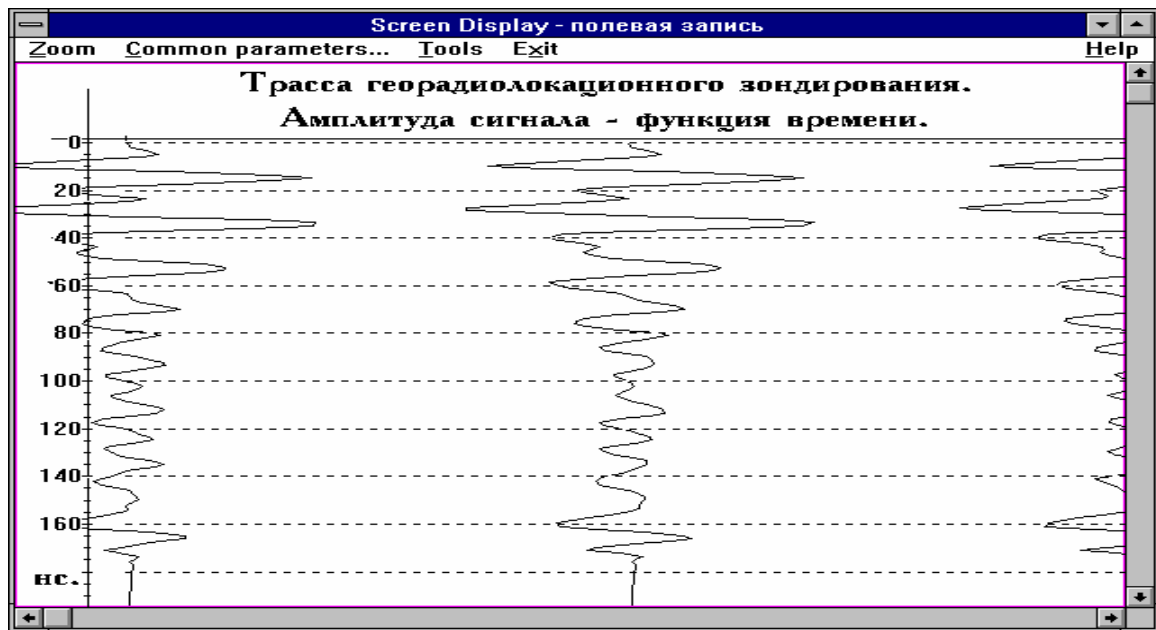 Screen Display - полевая запись
Zoom Common parameters... Tools Exit Help
Трасса георадиолокационного зондирования.
Амплитуда сигнала - функция времени.
0
20
40
60
80
100
120
140
160
нс.